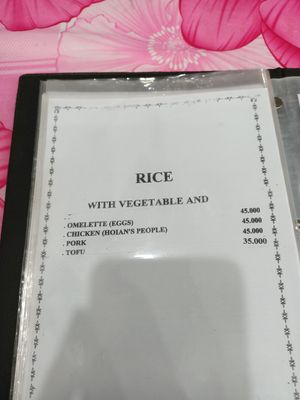 RICE
WITH VEGETABLE AND
. OMELETTE (EGGS) 45.000
. CHICKEN (HOIAN'S PEOPLE) 45.000
. PORK 45.000
. TOFU 35.000